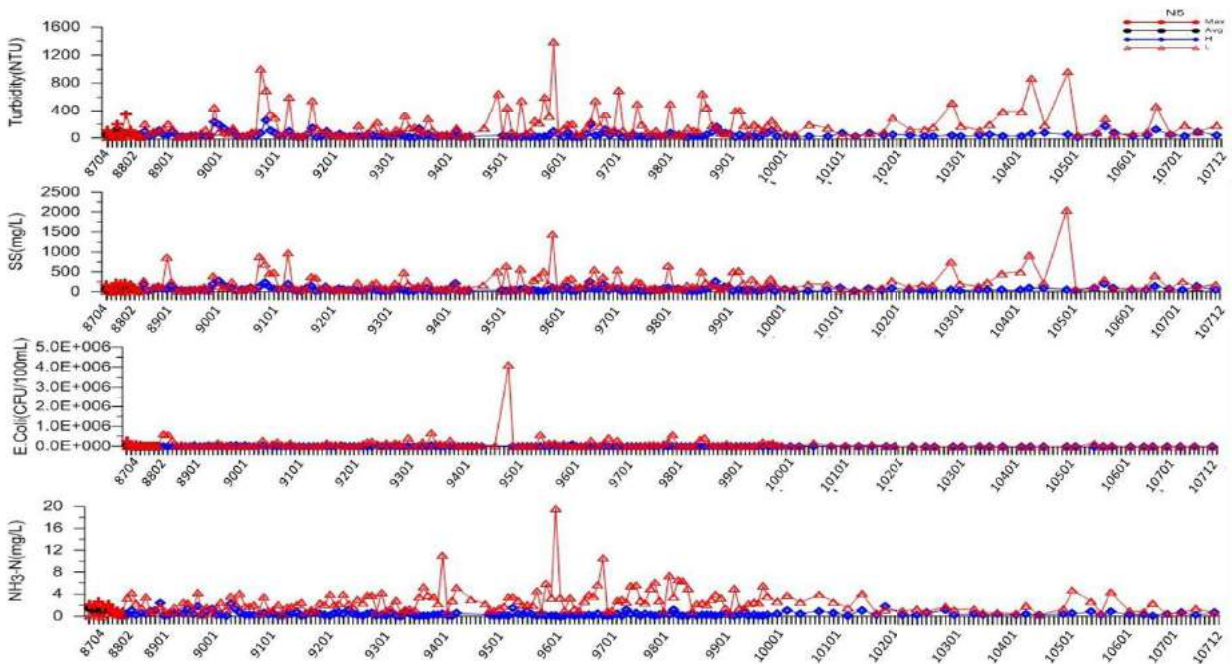 N5
Max
Avg
H
L
Turbidity(NTU)
1600
1200
800
400
0
8704 8802 8901 9001 9101 9201 9301 9401 9501 9601 9701 9801 9901 10001 10101 10201 10301 10401 10501 10601 10701 10712
SS(mg/L)
2500
2000
1500
1000
500
0
8704 8802 8901 9001 9101 9201 9301 9401 9501 9601 9701 9801 9901 10001 10101 10201 10301 10401 10501 10601 10701 10712
E.Coli(CFU/100mL)
5.0E+006
4.0E+006
3.0E+006
2.0E+006
1.0E+006
0.0E+000
8704 8802 8901 9001 9101 9201 9301 9401 9501 9601 9701 9801 9901 10001 10101 10201 10301 10401 10501 10601 10701 10712
NH3-N(mg/L)
20
16
12
8
4
0
8704 8802 8901 9001 9101 9201 9301 9401 9501 9601 9701 9801 9901 10001 10101 10201 10301 10401 10501 10601 10701 10712